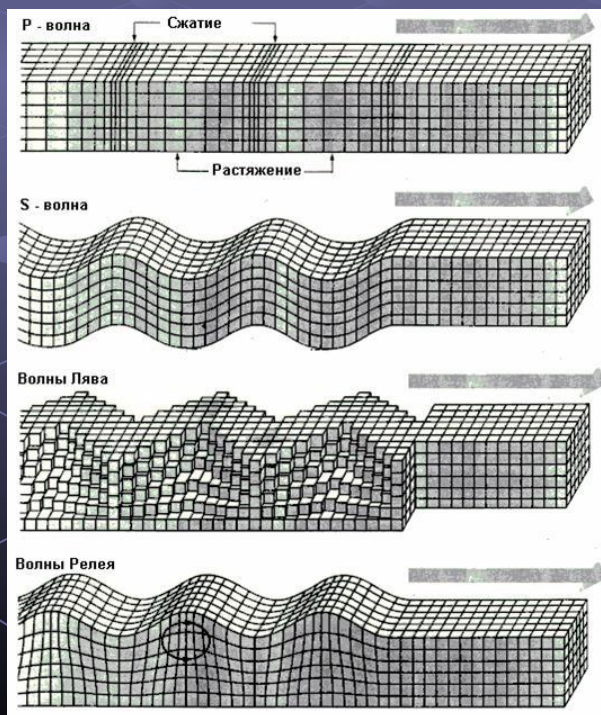 P - волна
Сжатие
Растяжение
S - волна
Волны Лява
Волны Релея